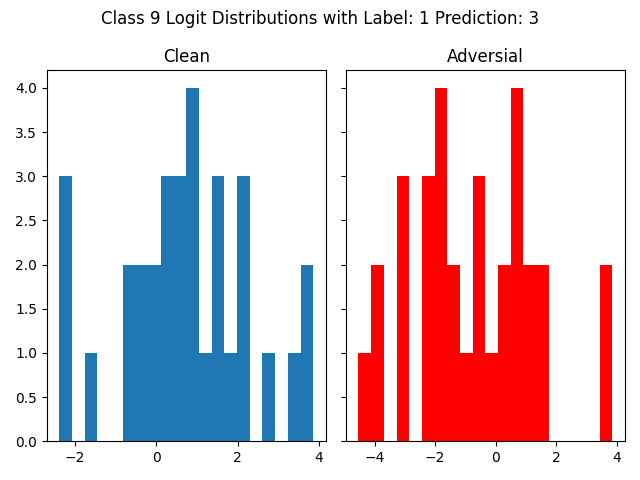 Class 9 Logit Distributions with Label: 1 Prediction: 3
Clean
Adversial
4.0
3.5
3.0
2.5
2.0
1.5
1.0
0.5
0.0
−2 0 2 4
−4 −2 0 2 4